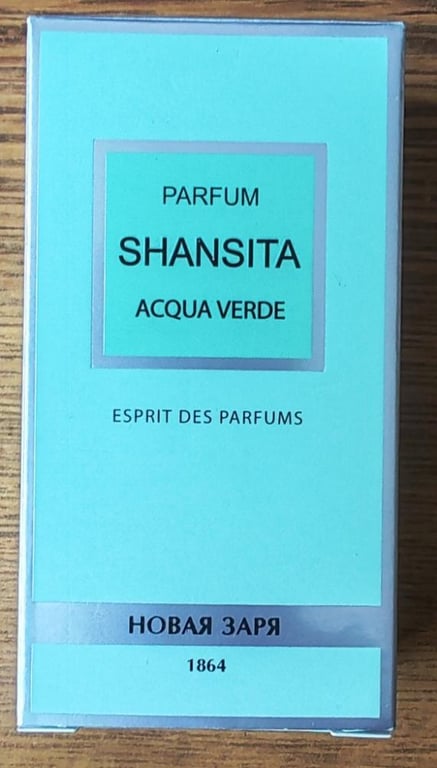 PARFUM
SHANSITA
ACQUA VERDE
ESPRIT DES PARFUMS
НОВАЯ ЗАРЯ
1864